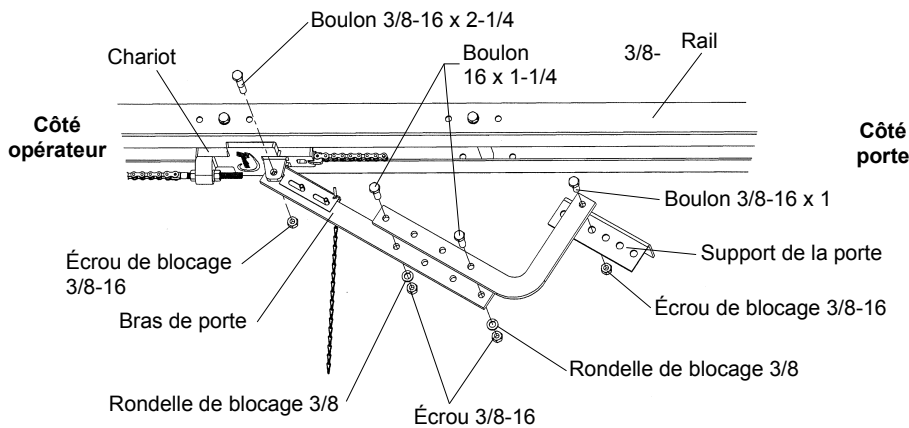 Boulon 3/8-16 x 2-1/4
Chariot
Boulon
16 x 1-1/4
3/8-
Rail
Côté
opérateur
Côté
porte
Boulon 3/8-16 x 1
Support de la porte
Écrou de blocage
3/8-16
Écrou de blocage 3/8-16
Bras de porte
Rondelle de blocage 3/8
Rondelle de blocage 3/8
Écrou 3/8-16